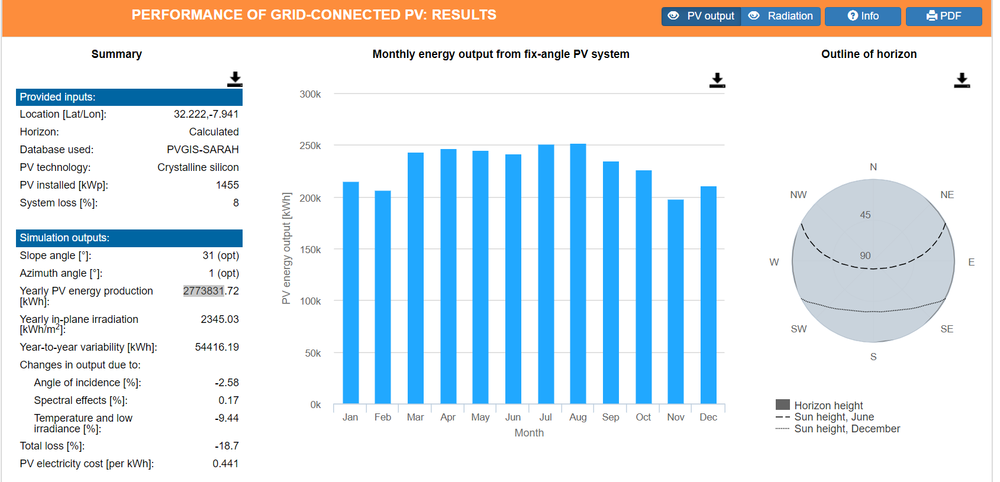 PERFORMANCE OF GRID-CONNECTED PV: RESULTS
PV output
Radiation
Info
PDF
Summary
Provided inputs:
Location [Lat/Lon]: 32.222,-7.941
Horizon: Calculated
Database used: PVGIS-SARAH
PV technology: Crystalline silicon
PV installed [kWp]: 1455
System loss [%]: 8
Simulation outputs:
Slope angle [°]: 31 (opt)
Azimuth angle [°]: 1 (opt)
Yearly PV energy production 2773831.72
[kWh]:
Yearly in-plane irradiation 2345.03
[kWh/m²]:
Year-to-year variability [kWh]: 54416.19
Changes in output due to:
Angle of incidence [%]: -2.58
Spectral effects [%]: 0.17
Temperature and low -9.44
irradiance [%]:
Total loss [%]: -18.7
PV electricity cost [per kWh]: 0.441
Monthly energy output from fix-angle PV system
PV energy output [kWh]
300k
250k
200k
150k
100k
50k
0k
Jan Feb Mar Apr May Jun Jul Aug Sep Oct Nov Dec
Month
Outline of horizon
N
NW NE
45
90
W E
SW SE
S
Horizon height
Sun height, June
Sun height, December